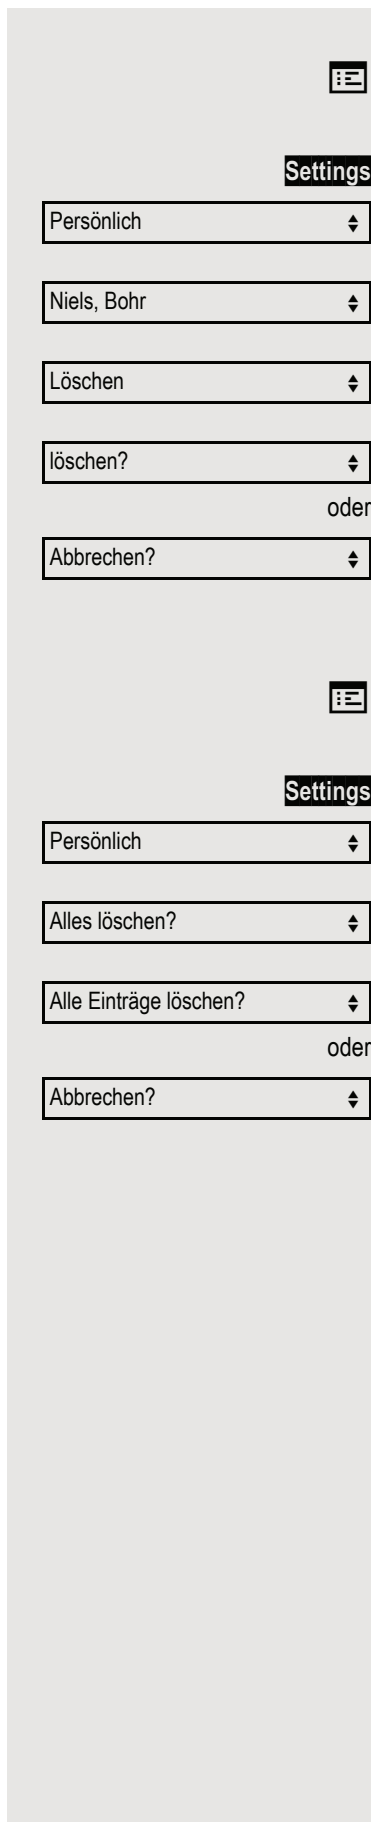 Settings
Persönlich
Niels, Bohr
Löschen
löschen?
oder
Abbrechen?
Settings
Persönlich
Alles löschen?
Alle Einträge löschen?
oder
Abbrechen?